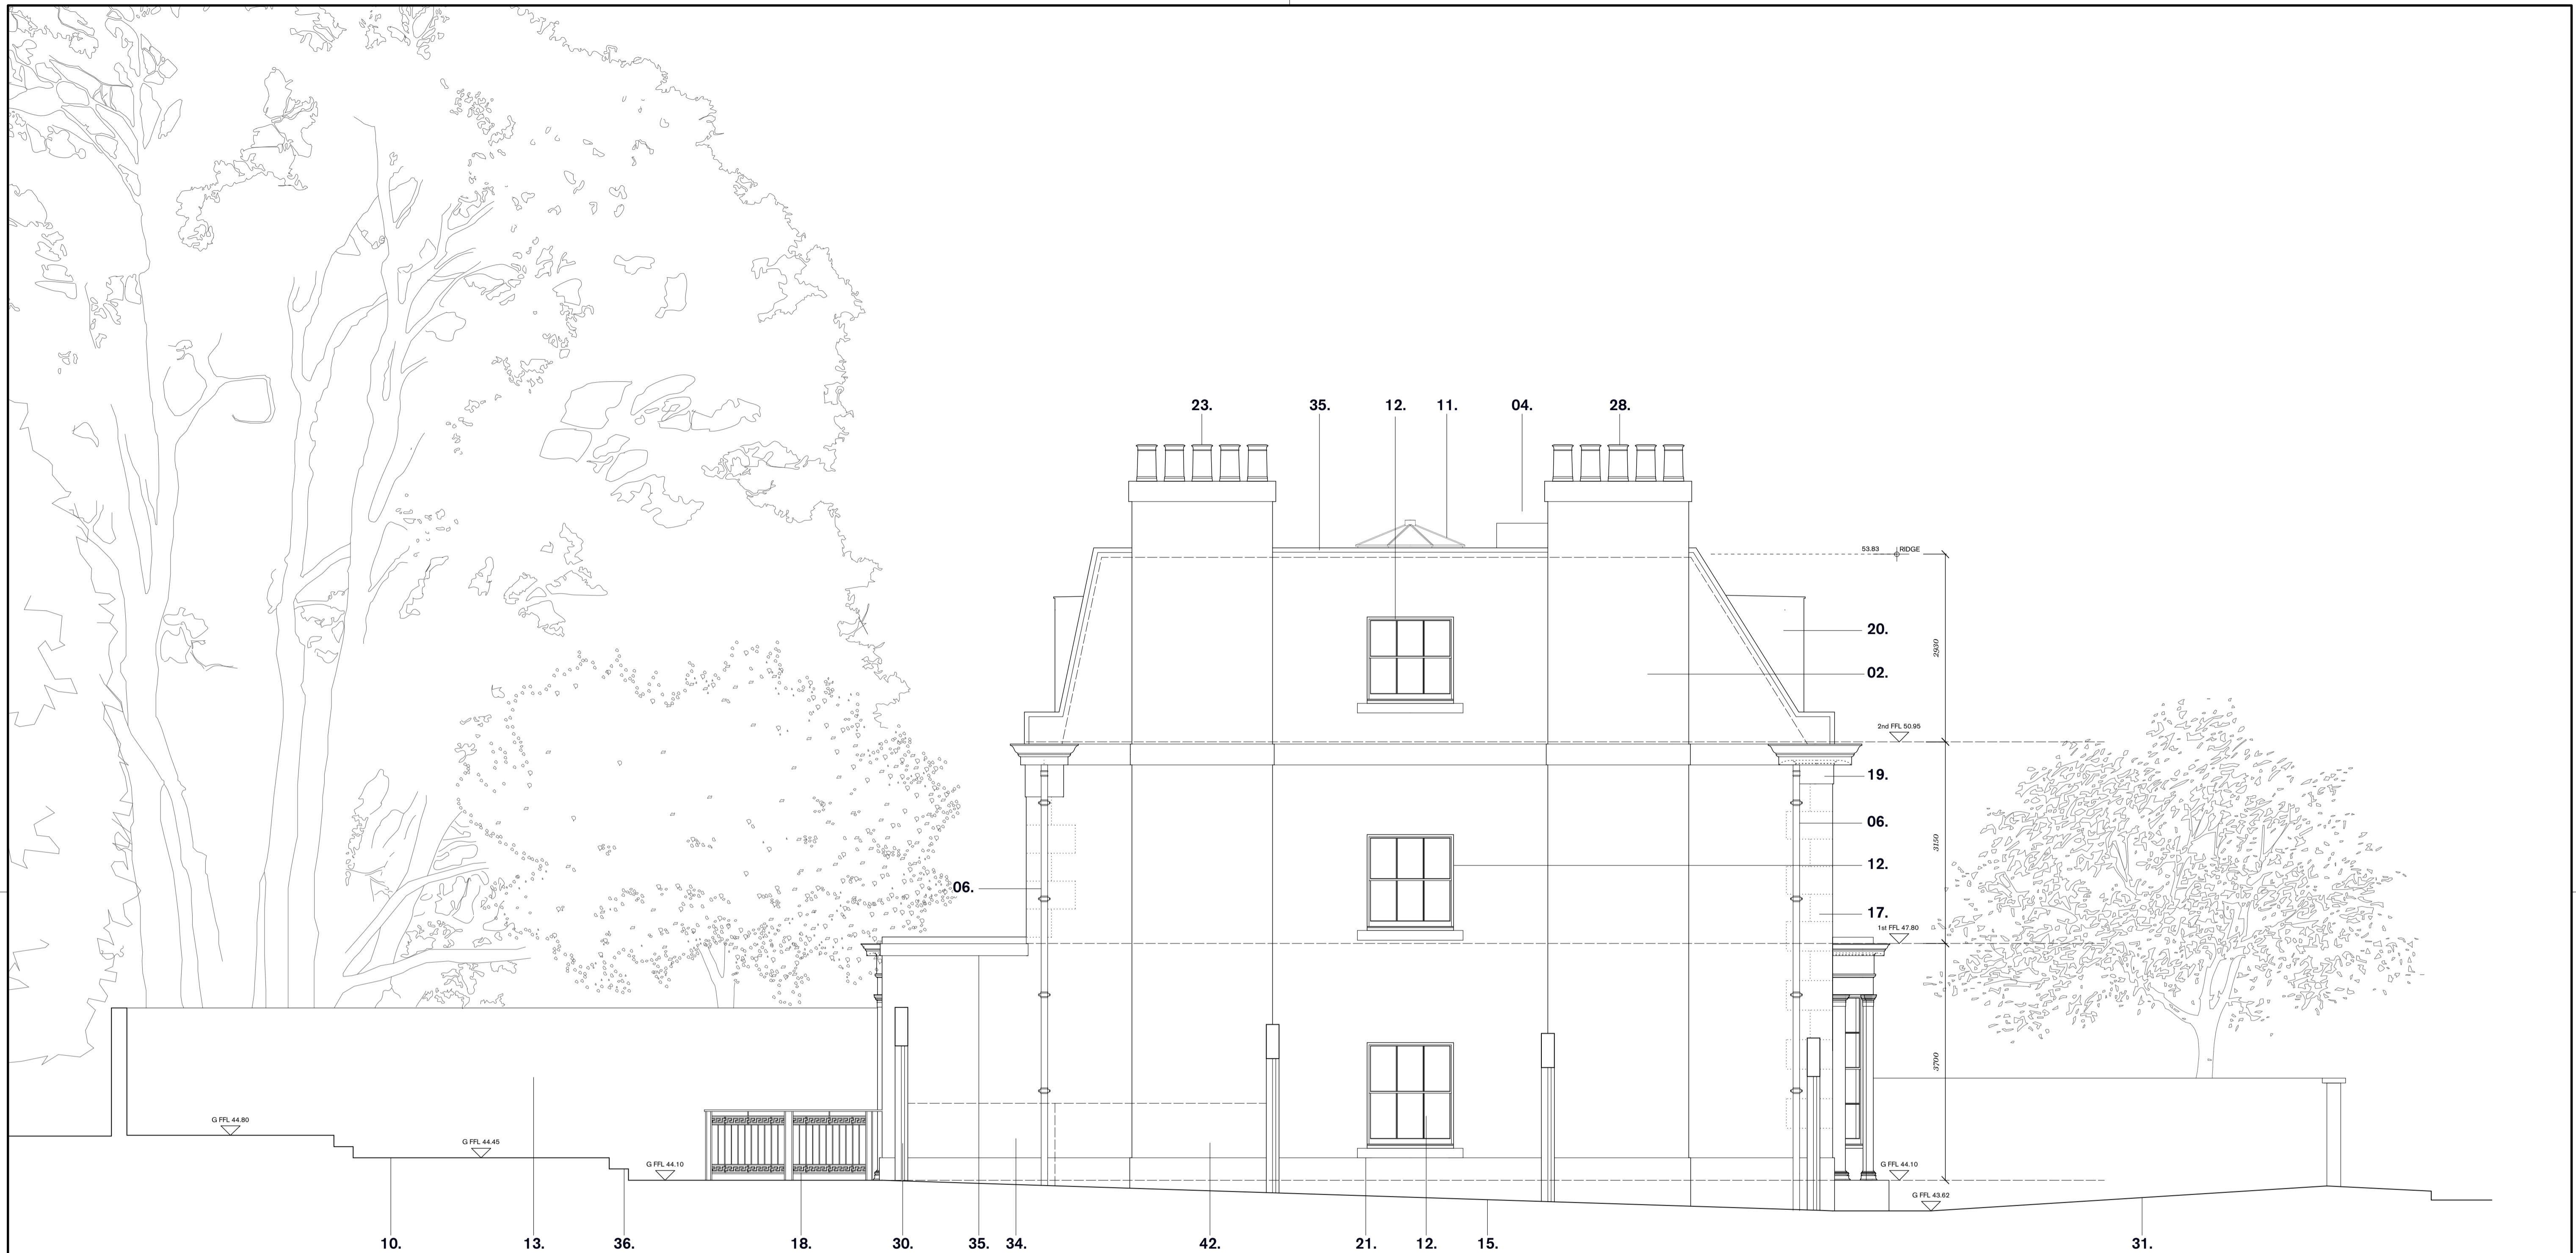 23. 35. 12. 11. 04. 28.
53.83 RIDGE
20.
2930
02.
2nd FFL 50.95
19.
06.
3150
12.
06.
17.
1st FFL 47.80
3700
G FFL 44.80
G FFL 44.45
G FFL 44.10
G FFL 44.10
G FFL 43.62
10. 13. 36. 18. 30. 35. 34. 42. 21. 12. 15. 31.